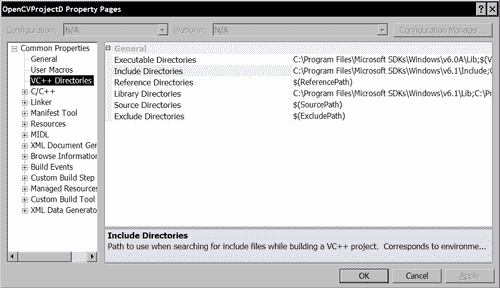 OpenCVProjectD Property Pages
Configuration: N/A Platform: N/A Configuration Manager...
Common Properties
General
User Macros
VC++ Directories
C/C++
Linker
Manifest Tool
Resources
MIDL
XML Document Gen
Browse Information
Build Events
Custom Build Step
Managed Resources
Custom Build Tool
XML Data Generato
General
Executable Directories C:\Program Files\Microsoft SDKs\Windows\v6.0A\Lib;$(V
Include Directories C:\Program Files\Microsoft SDKs\Windows\v6.1\Include;C
Reference Directories $(ReferencePath)
Library Directories C:\Program Files\Microsoft SDKs\Windows\v6.1\Lib;C:\Pr
Source Directories $(SourcePath)
Exclude Directories $(ExcludePath)
Include Directories
Path to use when searching for include files while building a VC++ project. Corresponds to environme...
OK Cancel Apply